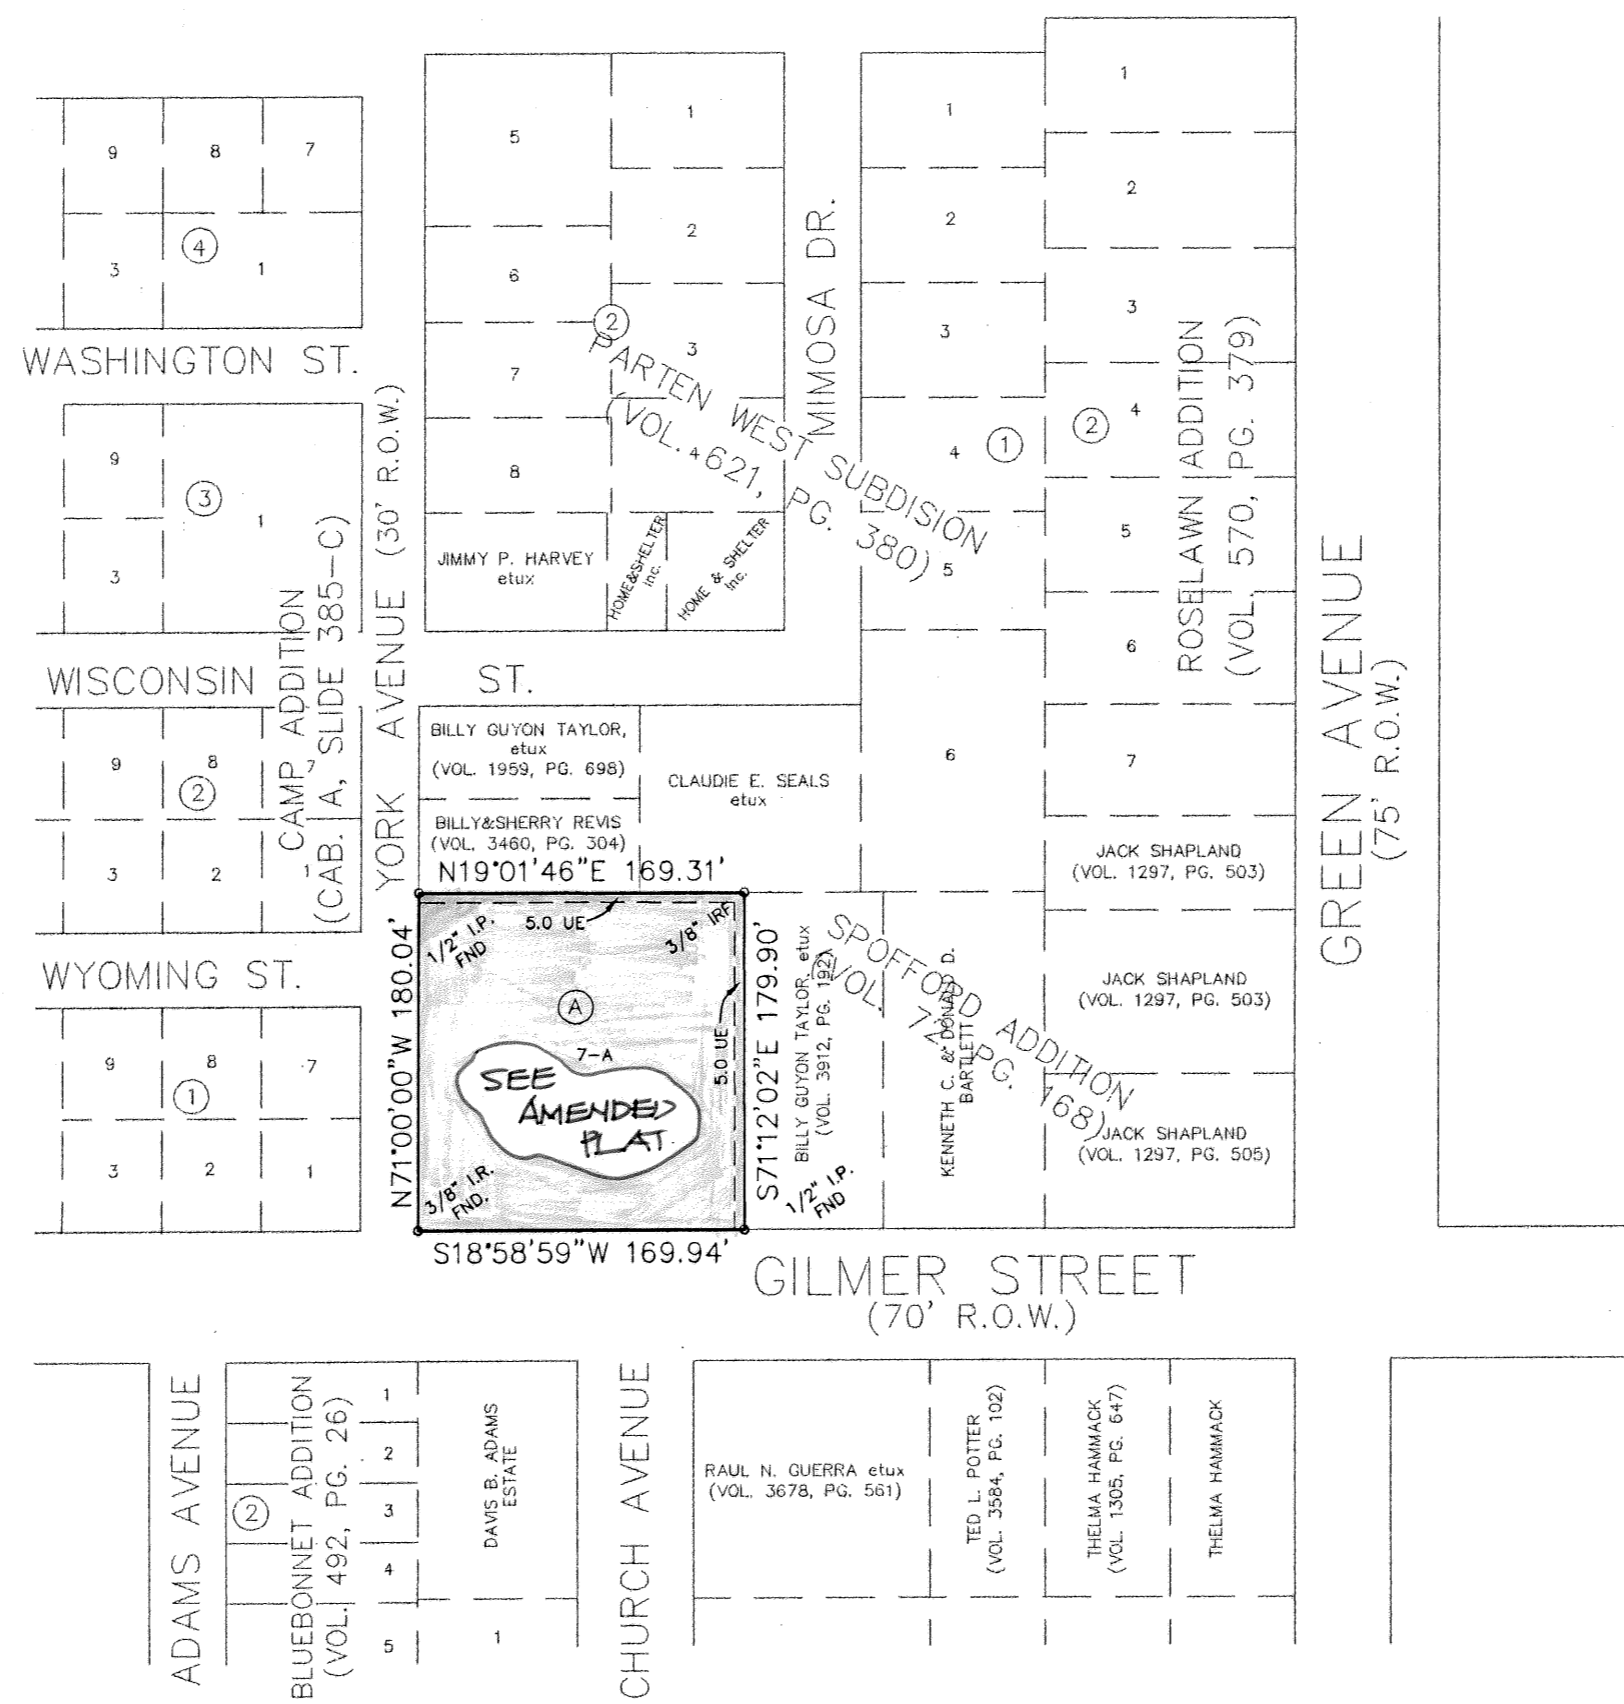 1
1
1
5
9
8
7
2
2
2
4
3
1
6
3
2
3
3
WASHINGTON ST.
7
PARTEN WEST SUBDISION
(VOL. 621, PG. 380)
4
MIMOSA DR.
4
1
2
4
ROSELAWN ADDITION
(VOL. 570, PG. 379)
9
3
1
8
3
JIMMY P. HARVEY
etux
HOME&SHELTER
Inc.
HOME & SHELTER
Inc.
5
5
6
CAMP ADDITION
(CAB. A, SLIDE 385-C)
YORK AVENUE (30' R.O.W.)
GREEN AVENUE
(75' R.O.W.)
WISCONSIN ST.
BILLY GUYON TAYLOR,
etux
(VOL. 1959, PG. 698)
CLAUDIE E. SEALS
etux
6
7
9
8
7
2
BILLY&SHERRY REVIS
(VOL. 3460, PG. 304)
3
2
1
JACK SHAPLAND
(VOL. 1297, PG. 503)
N19°01'46"E 169.31'
5.0 UE
1/2" I.P.
FND
3/8" IRF
N71°00'00"W 180.04'
S71°12'02"E 179.90'
BILLY GUYON TAYLOR, etux
(VOL. 3912, PG. 192)
SPOFFORD ADDITION
(VOL. 72, PG. 168)
KENNETH C. & DONALD D.
BARTLETT
JACK SHAPLAND
(VOL. 1297, PG. 503)
WYOMING ST.
A
7-A
5.0 UE
SEE
AMENDED
PLAT
9
8
7
1
3
2
1
JACK SHAPLAND
(VOL. 1297, PG. 505)
3/8" I.R.
FND.
1/2" I.P.
FND
S18°58'59"W 169.94'
GILMER STREET
(70' R.O.W.)
ADAMS AVENUE
BLUEBONNET ADDITION
(VOL. 492, PG. 26)
1
2
3
2
4
5
DAVIS B. ADAMS
ESTATE
1
CHURCH AVENUE
RAUL N. GUERRA etux
(VOL. 3678, PG. 561)
TED L. POTTER
(VOL. 3584, PG. 102)
THELMA HAMMACK
(VOL. 1305, PG. 647)
THELMA HAMMACK